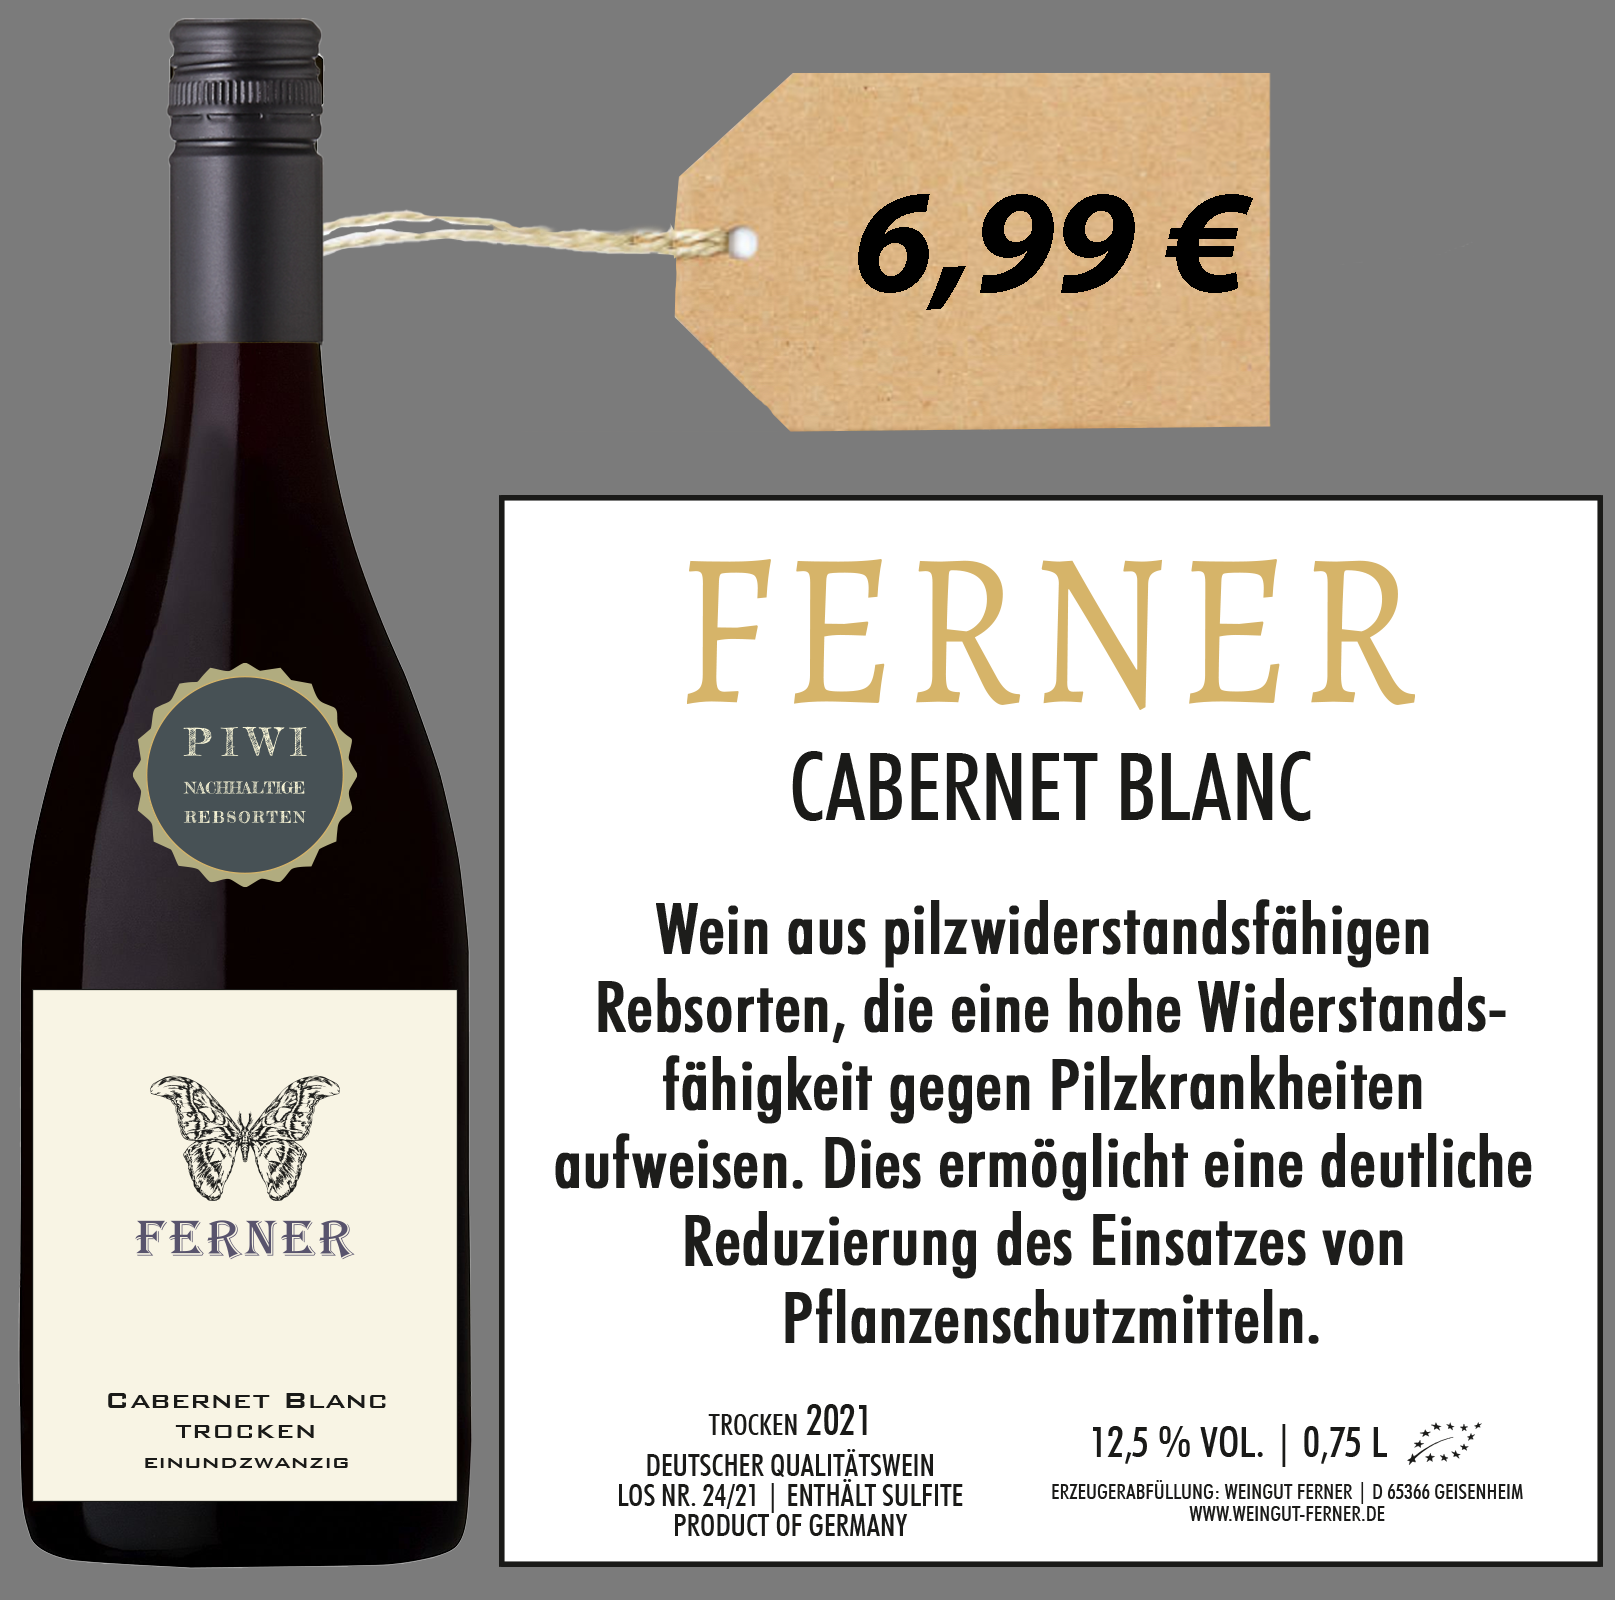 6,99 €
PIWI
NACHHALTIGE
REBSORTEN
FERNER
CABERNET BLANC
TROCKEN
EINUNDZWANZIG
FERNER
CABERNET BLANC
Wein aus pilzwiderstandsfähigen
Rebsorten, die eine hohe Widerstands-
fähigkeit gegen Pilzkrankheiten
aufweisen. Dies ermöglicht eine deutliche
Reduzierung des Einsatzes von
Pflanzenschutzmitteln.
TROCKEN 2021
DEUTSCHER QUALITÄTSWEIN
LOS NR. 24/21 | ENTHÄLT SULFITE
PRODUCT OF GERMANY
12,5 % VOL. | 0,75 L
ERZEUGERABFÜLLUNG: WEINGUT FERNER | D 65366 GEISENHEIM
WWW.WEINGUT-FERNER.DE